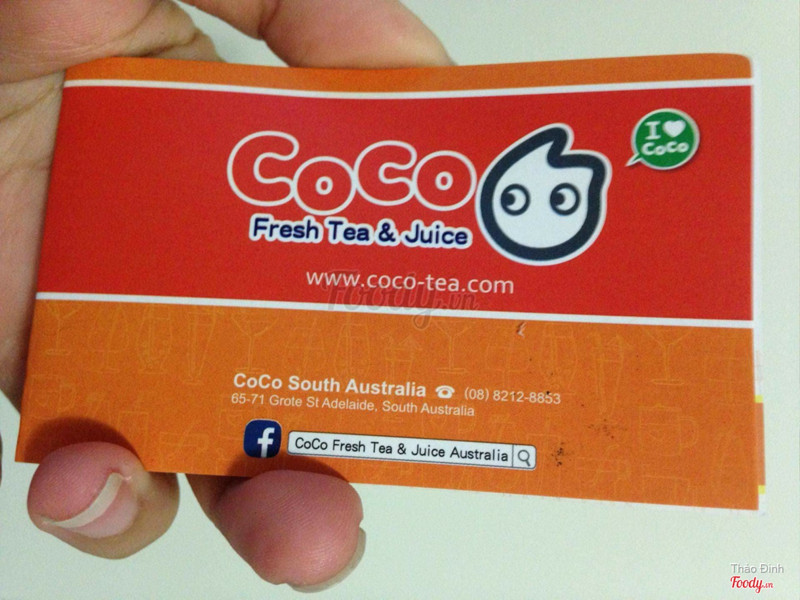 CoCo
Fresh Tea & Juice
I ♥
CoCo
www.coco-tea.com
Foody.vn
CoCo South Australia ☎ (08) 8212-8853
65-71 Grote St Adelaide, South Australia
f CoCo Fresh Tea & Juice Australia
Thảo Đinh
Foody.vn